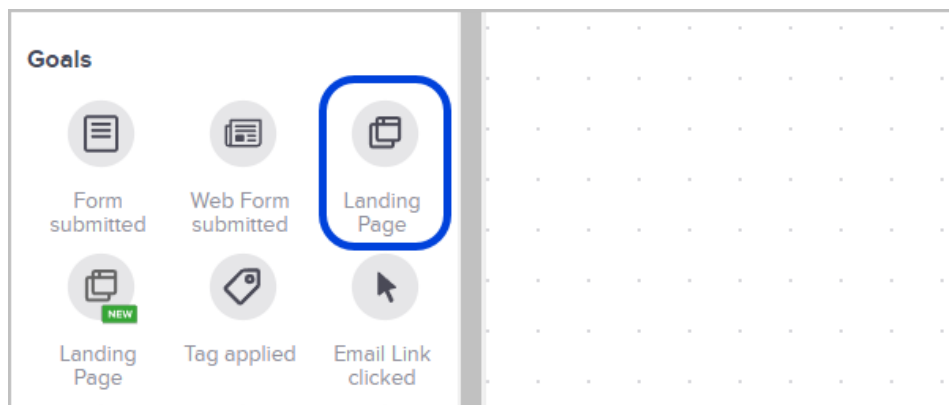 Goals
Form
submitted
Web Form
submitted
Landing
Page
NEW
Landing
Page
Tag applied
Email Link
clicked